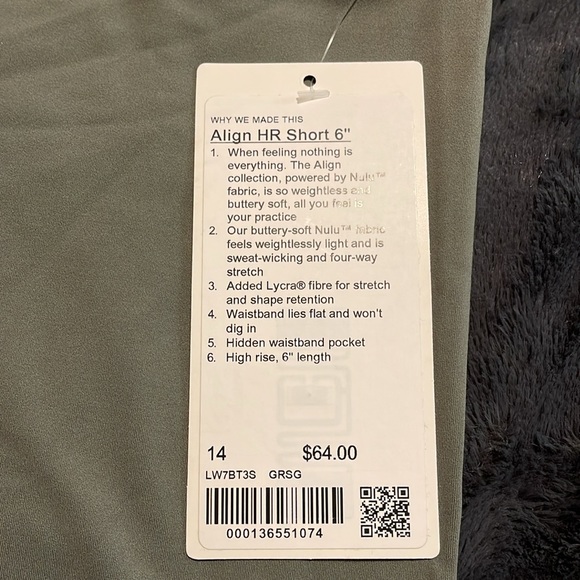 WHY WE MADE THIS
Align HR Short 6"
1. When feeling nothing is
everything. The Align
collection, powered by Nulu™
fabric, is so weightless and
buttery soft, all you feel is
your practice
2. Our buttery-soft Nulu™ fabric
feels weightlessly light and is
sweat-wicking and four-way
stretch
3. Added Lycra® fibre for stretch
and shape retention
4. Waistband lies flat and won't
dig in
5. Hidden waistband pocket
6. High rise, 6" length
14 $64.00
LW7BT3S GRSG
000136551074